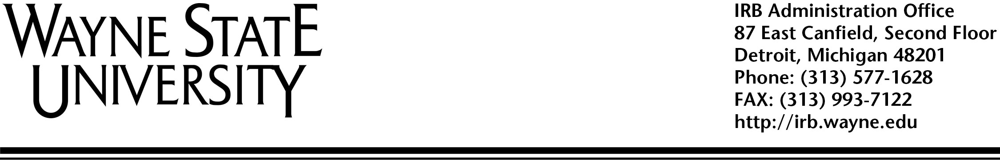 WAYNE STATE
UNIVERSITY
IRB Administration Office
87 East Canfield, Second Floor
Detroit, Michigan 48201
Phone: (313) 577-1628
FAX: (313) 993-7122
http://irb.wayne.edu